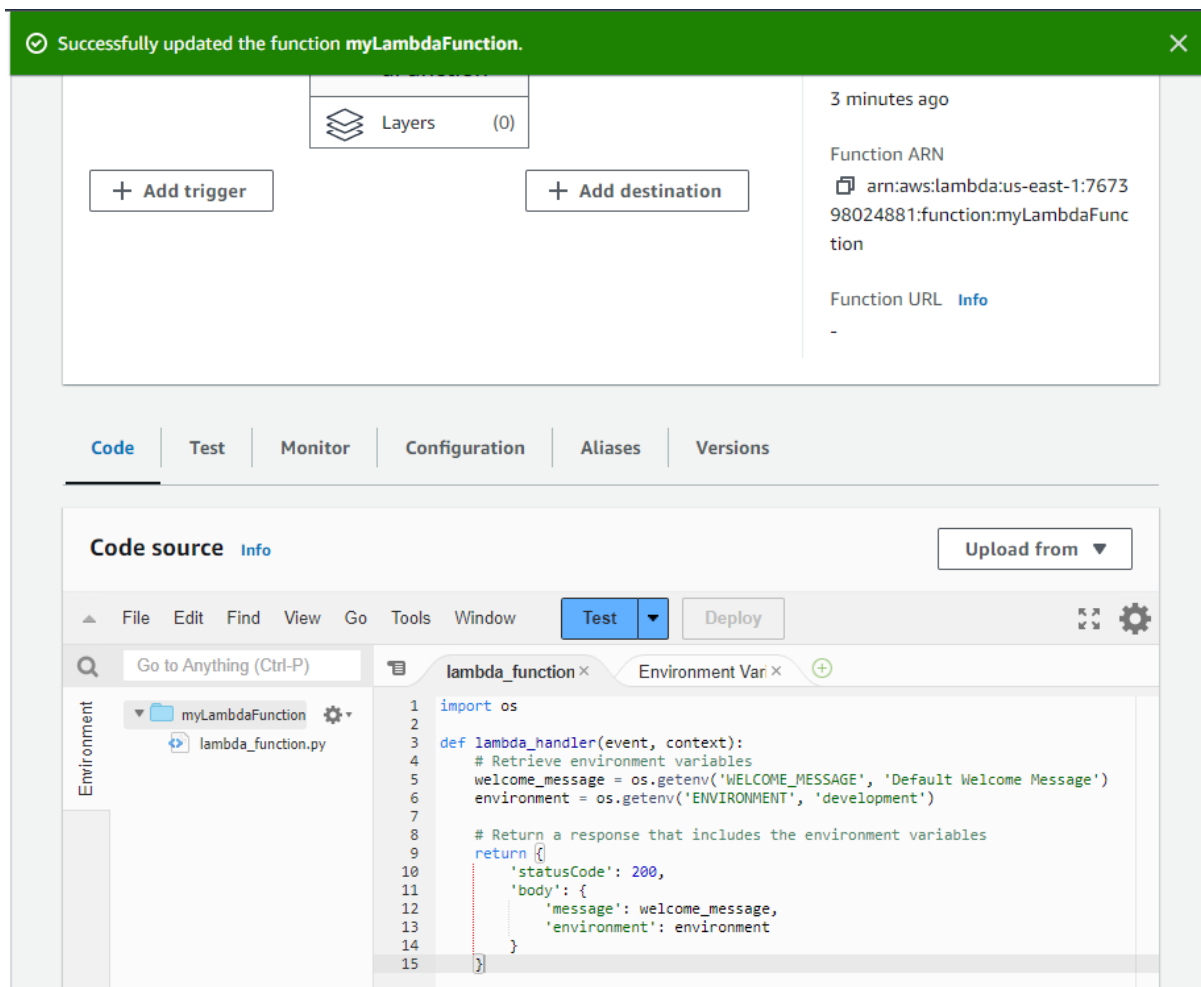 Successfully updated the function myLambdaFunction.
Layers (0)
+ Add trigger
+ Add destination
3 minutes ago
Function ARN
arn:aws:lambda:us-east-1:7673
98024881:function:myLambdaFunc
tion
Function URL Info
-
Code Test Monitor Configuration Aliases Versions
Code source Info
Upload from
File Edit Find View Go Tools Window Test Deploy
Go to Anything (Ctrl-P)
lambda_function Environment Vari
Environment
myLambdaFunction
lambda_function.py
1 import os
2
3 def lambda_handler(event, context):
4     # Retrieve environment variables
5     welcome_message = os.getenv('WELCOME_MESSAGE', 'Default Welcome Message')
6     environment = os.getenv('ENVIRONMENT', 'development')
7
8     # Return a response that includes the environment variables
9     return {
10         'statusCode': 200,
11         'body': {
12             'message': welcome_message,
13             'environment': environment
14         }
15     }